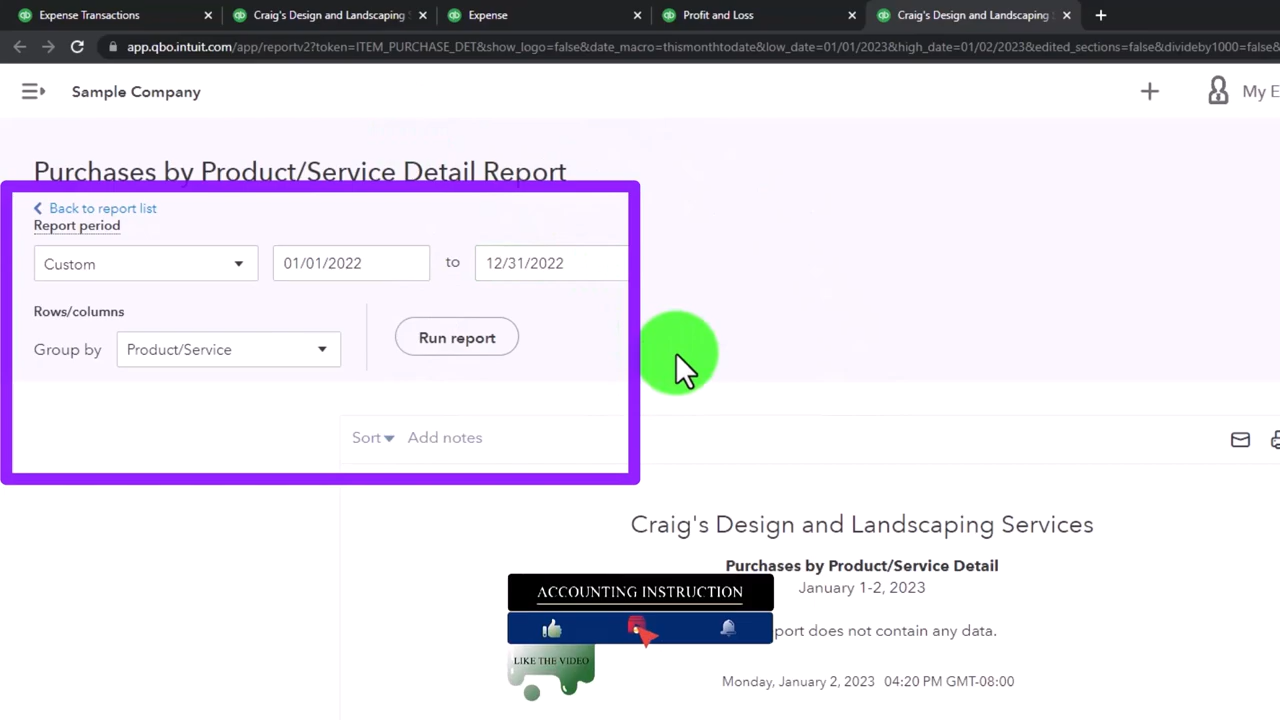 Expense Transactions
Craig's Design and Landscaping
Expense
Profit and Loss
Craig's Design and Landscaping
app.qbo.intuit.com/app/reportv2?token=ITEM_PURCHASE_DET&show_logo=false&date_macro=thismonthtodate&low_date=01/01/2023&high_date=01/02/2023&edited_sections=false&divideby1000=false&
Sample Company
My E
Purchases by Product/Service Detail Report
Back to report list
Report period
Custom
01/01/2022
to
12/31/2022
Rows/columns
Group by
Product/Service
Run report
Sort
Add notes
Craig's Design and Landscaping Services
Purchases by Product/Service Detail
January 1-2, 2023
port does not contain any data.
Monday, January 2, 2023 04:20 PM GMT-08:00
ACCOUNTING INSTRUCTION
LIKE THE VIDEO